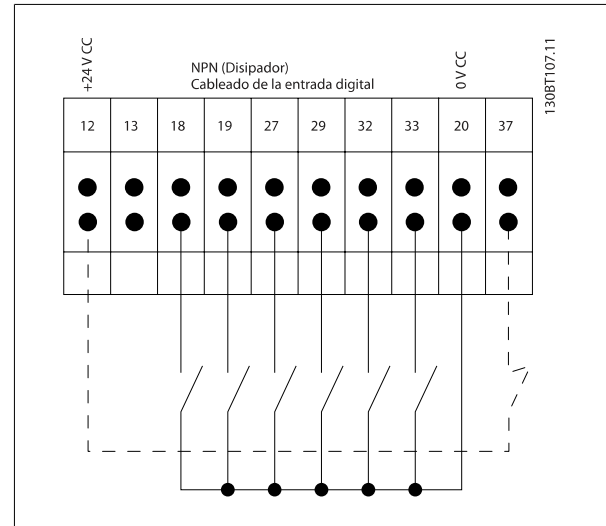 +24 V CC
NPN (Disipador)
Cableado de la entrada digital
0 V CC
130BT107.11
12 13 18 19 27 29 32 33 20 37